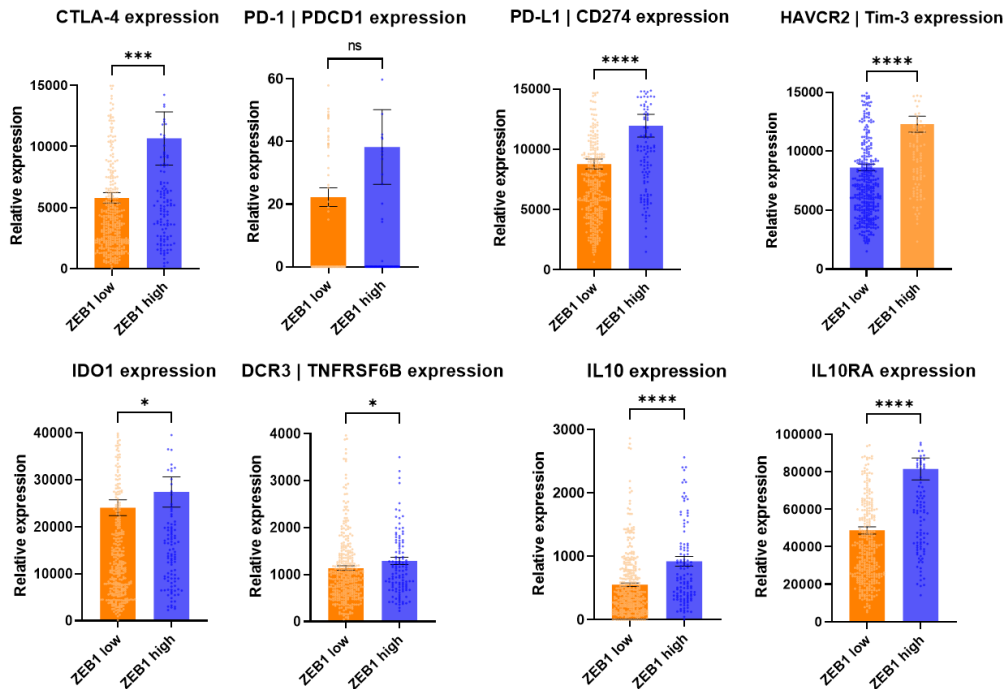 CTLA-4 expression
***
Relative expression
15000
10000
5000
0
ZEB1 low
ZEB1 high
PD-1 | PDCD1 expression
ns
Relative expression
60
40
20
0
ZEB1 low
ZEB1 high
PD-L1 | CD274 expression
****
Relative expression
15000
10000
5000
0
ZEB1 low
ZEB1 high
HAVCR2 | Tim-3 expression
****
Relative expression
15000
10000
5000
0
ZEB1 low
ZEB1 high
IDO1 expression
*
Relative expression
40000
30000
20000
10000
0
ZEB1 low
ZEB1 high
DCR3 | TNFRSF6B expression
*
Relative expression
4000
3000
2000
1000
0
ZEB1 low
ZEB1 high
IL10 expression
****
Relative expression
3000
2000
1000
0
ZEB1 low
ZEB1 high
IL10RA expression
****
Relative expression
100000
80000
60000
40000
20000
0
ZEB1 low
ZEB1 high